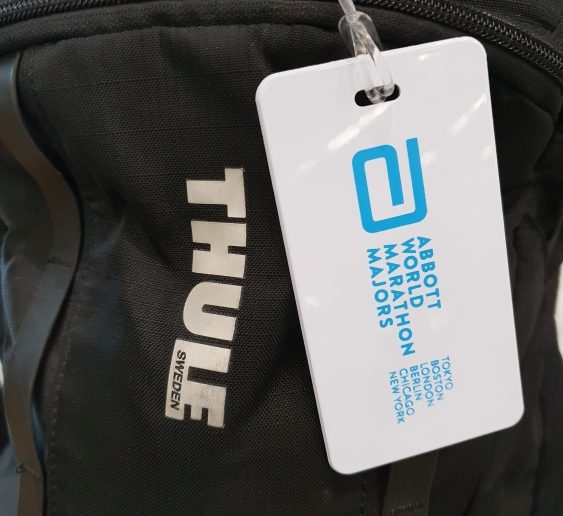 THULE
SWEDEN
ABBOTT
WORLD
MARATHON
MAJORS
TOKYO
BOSTON
LONDON
BERLIN
CHICAGO
NEW YORK